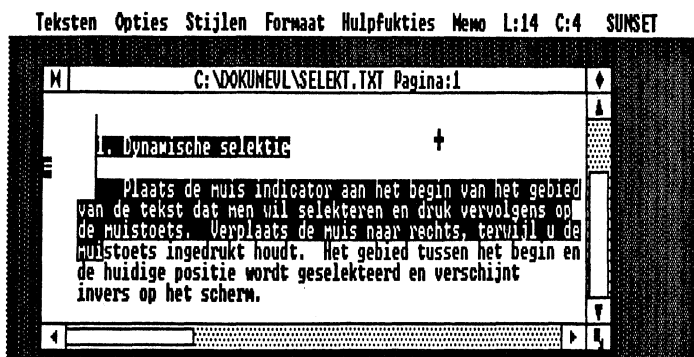 Teksten Opties Stijlen Formaat Hulpfukties Memo L:14 C:4 SUNSET
C:\DOKUMEVL\SELEKT.TXT Pagina:1
1. Dynamische selektie
Plaats de muis indicator aan het begin van het gebied
van de tekst dat men wil selekteren en druk vervolgens op
de muistoets. Verplaats de muis naar rechts, terwijl u de
muistoets ingedrukt houdt. Het gebied tussen het begin en
de huidige positie wordt geselekteerd en verschijnt
invers op het scherm.